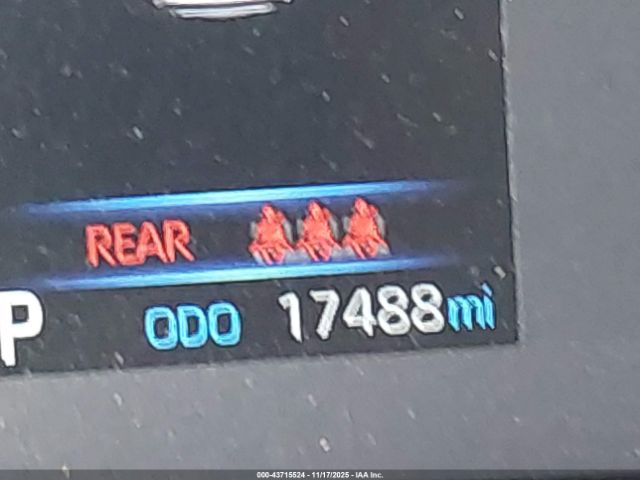 REAR
P ODO 17488mi
000-43715524 - 11/17/2025 - IAA Inc.